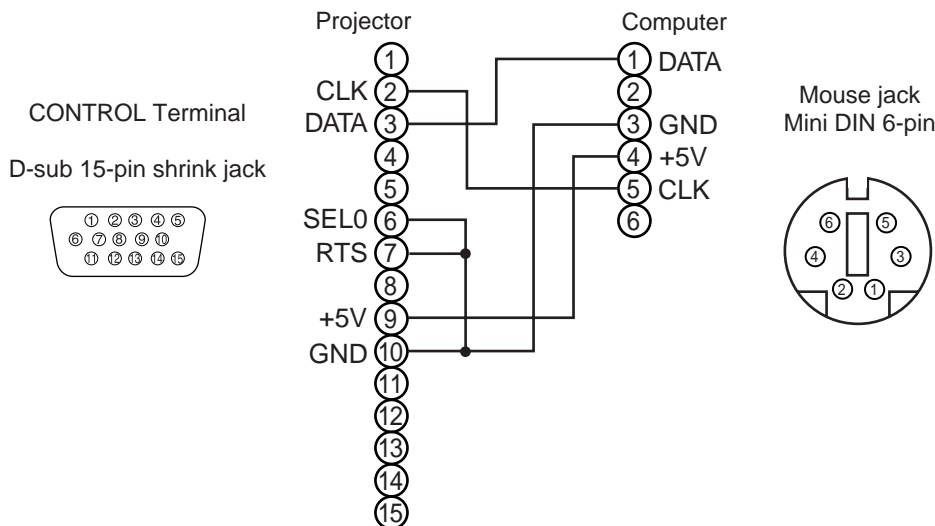 Projector
Computer
CONTROL Terminal
D-sub 15-pin shrink jack
① ② ③ ④ ⑤
⑥ ⑦ ⑧ ⑨ ⑩
⑪ ⑫ ⑬ ⑭ ⑮
①
CLK ②
DATA ③
④
⑤
SEL0 ⑥
RTS ⑦
⑧
+5V ⑨
GND ⑩
⑪
⑫
⑬
⑭
⑮
① DATA
②
③ GND
④ +5V
⑤ CLK
⑥
Mouse jack
Mini DIN 6-pin
⑥ ⑤
④ ③
② ①